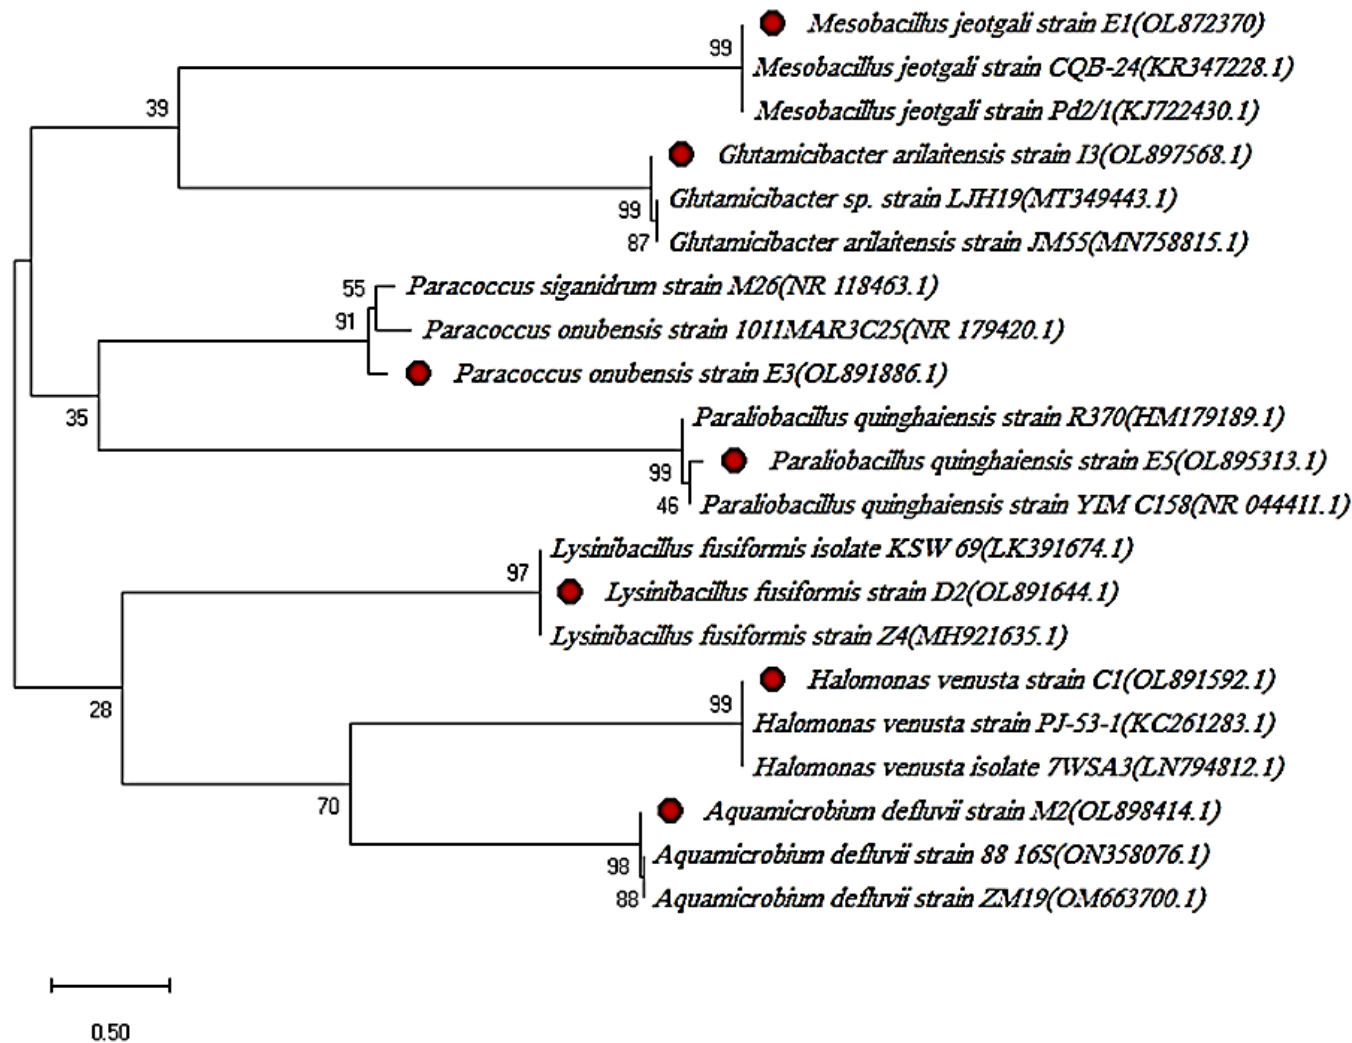 99
Mesobacillus jeotgali strain E1(OL872370)
Mesobacillus jeotgali strain CQB-24(KR347228.1)
Mesobacillus jeotgali strain Pd2/1(KJ722430.1)
39
Glutamicibacter arilaitensis strain I3(OL897568.1)
99
Glutamicibacter sp. strain LJH19(MT349443.1)
87
Glutamicibacter arilaitensis strain JM55(MN758815.1)
55
Paracoccus siganidrum strain M26(NR 118463.1)
91
Paracoccus onubensis strain 1011MAR3C25(NR 179420.1)
Paracoccus onubensis strain E3(OL891886.1)
35
Paraliobacillus quinghaiensis strain R370(HM179189.1)
99
Paraliobacillus quinghaiensis strain E5(OL895313.1)
46
Paraliobacillus quinghaiensis strain YIM C158(NR 044411.1)
Lysinibacillus fusiformis isolate KSW 69(LK391674.1)
97
Lysinibacillus fusiformis strain D2(OL891644.1)
Lysinibacillus fusiformis strain Z4(MH921635.1)
28
Halomonas venusta strain C1(OL891592.1)
99
Halomonas venusta strain PJ-53-1(KC261283.1)
Halomonas venusta isolate 7WSA3(LN794812.1)
70
Aquamicrobium defluvii strain M2(OL898414.1)
98
Aquamicrobium defluvii strain 88 16S(ON358076.1)
88
Aquamicrobium defluvii strain ZM19(OM663700.1)
0.50